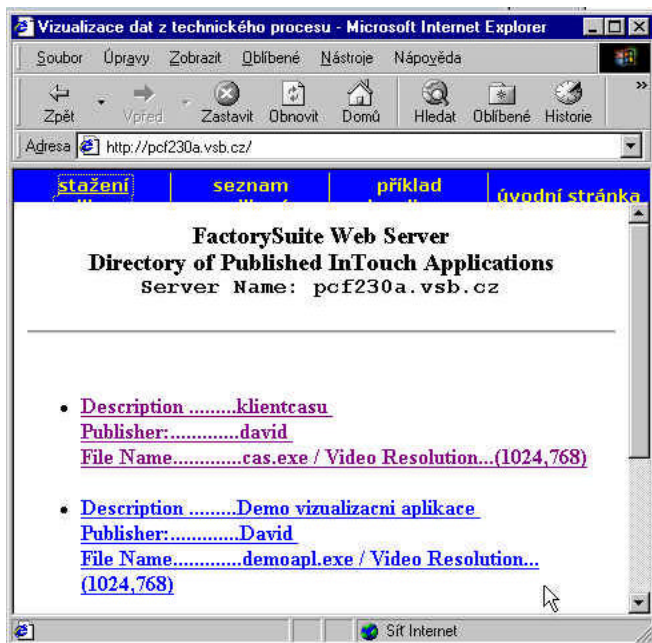 Vizualizace dat z technického procesu - Microsoft Internet Explorer
Soubor Úpravy Zobrazit Oblíbené Nástroje Nápověda
Zpět Vpřed Zastavit Obnovit Domů Hledat Oblíbené Historie »
Adresa http://pcf230a.vsb.cz/
stažení seznam příklad úvodní stránka
FactorySuite Web Server
Directory of Published InTouch Applications
Server Name: pcf230a.vsb.cz
• Description .........klientcasu
Publisher:.............david
File Name.............cas.exe / Video Resolution...(1024,768)
• Description .........Demo vizualizacni aplikace
Publisher:.............David
File Name.............demoapl.exe / Video Resolution...
(1024,768)
Síť Internet